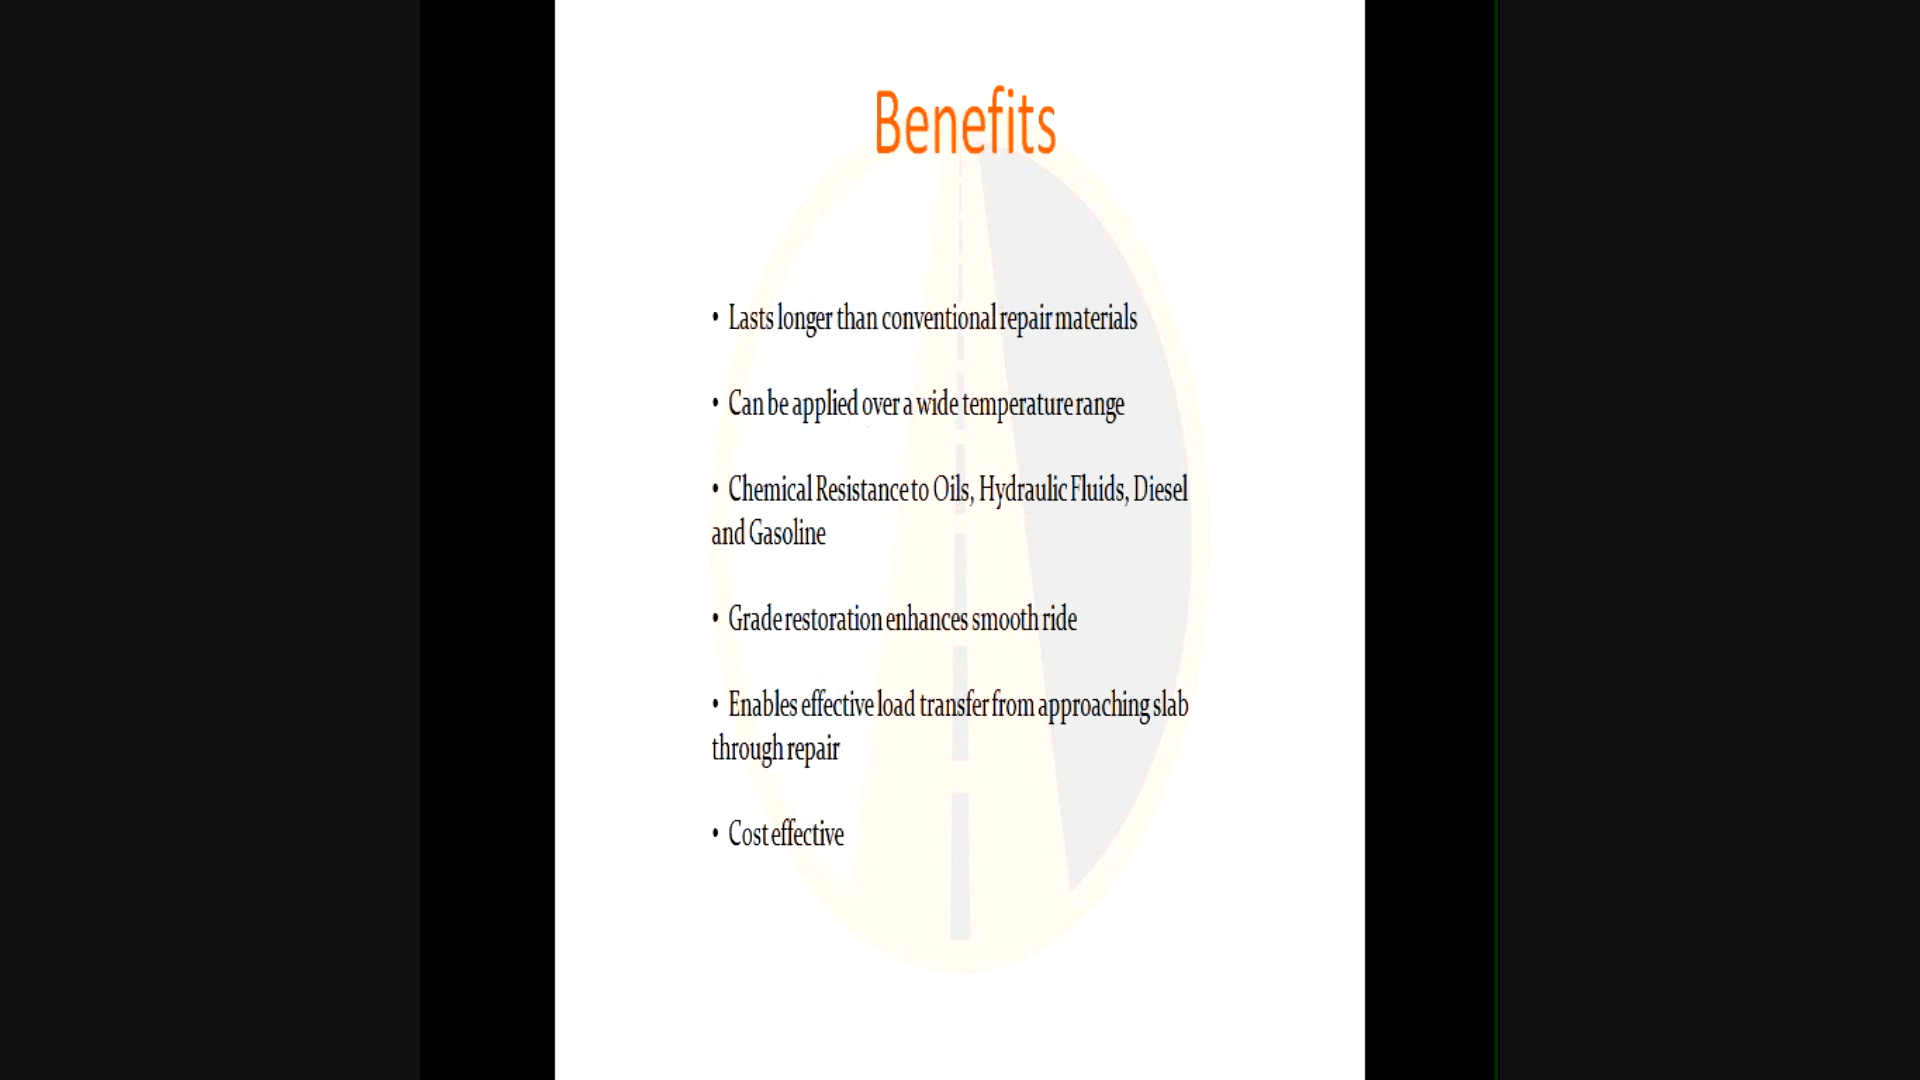 Benefits
• Lasts longer than conventional repair materials
• Can be applied over a wide temperature range
• Chemical Resistance to Oils, Hydraulic Fluids, Diesel
and Gasoline
• Grade restoration enhances smooth ride
• Enables effective load transfer from approaching slab
through repair
• Cost effective